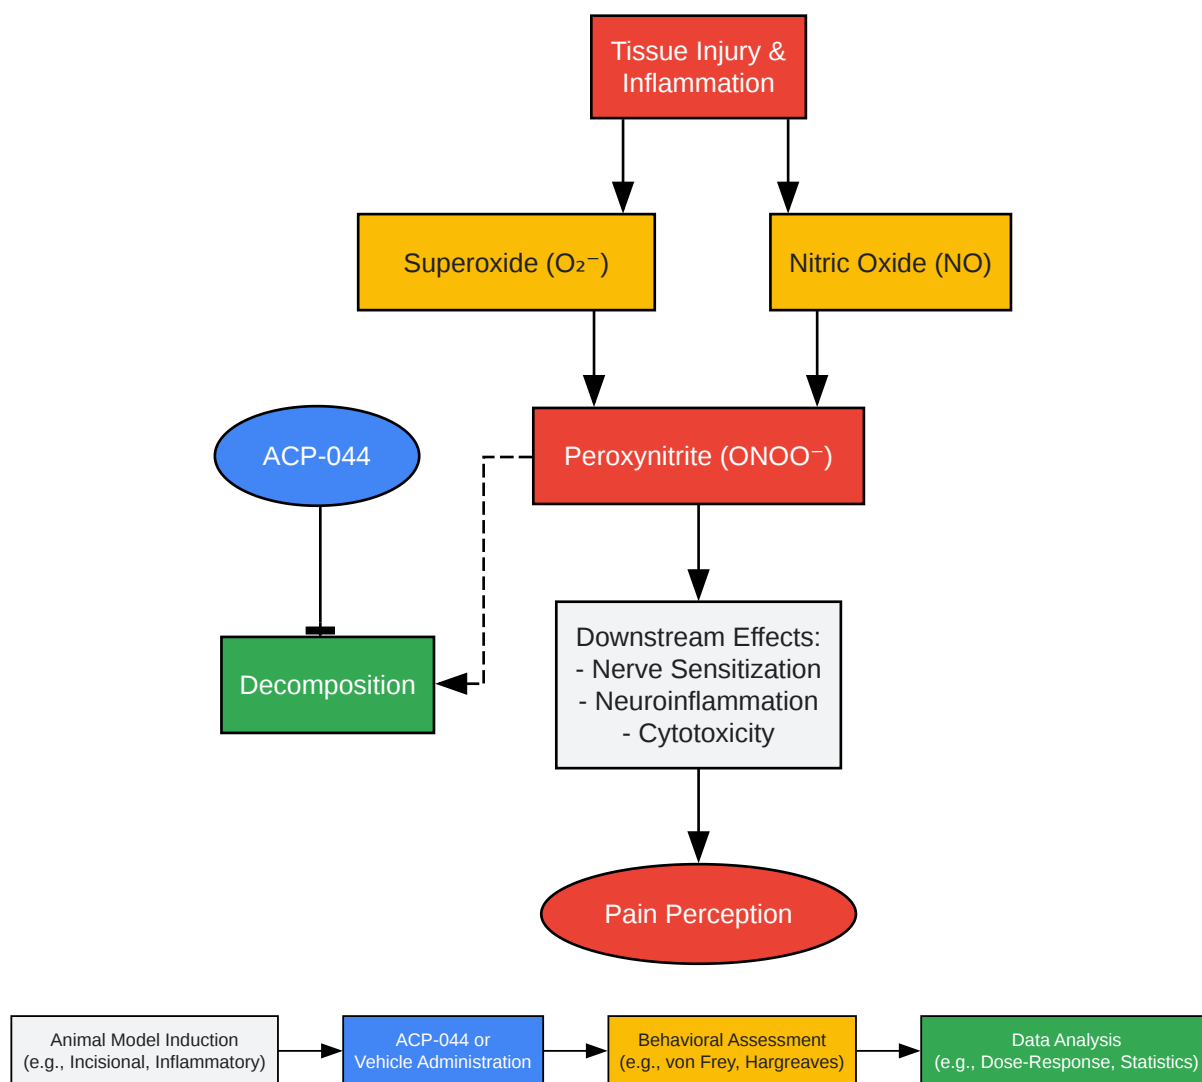 Tissue Injury &
Inflammation
Superoxide (O₂⁻)
Nitric Oxide (NO)
ACP-044
Peroxynitrite (ONOO⁻)
Downstream Effects:
- Nerve Sensitization
- Neuroinflammation
- Cytotoxicity
Decomposition
Pain Perception
Animal Model Induction
(e.g., Incisional, Inflammatory)
ACP-044 or
Vehicle Administration
Behavioral Assessment
(e.g., von Frey, Hargreaves)
Data Analysis
(e.g., Dose-Response, Statistics)